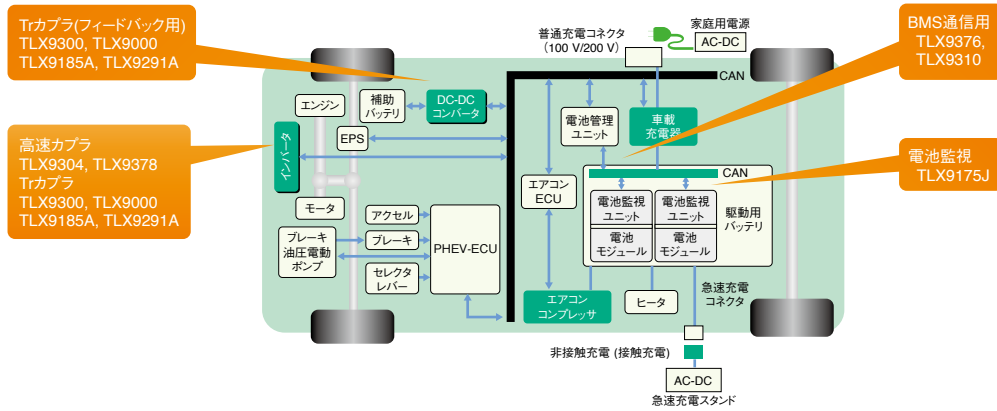 Trカプラ(フィードバック用)
TLX9300, TLX9000
TLX9185A, TLX9291A
高速カプラ
TLX9304, TLX9378
Trカプラ
TLX9300, TLX9000
TLX9185A, TLX9291A
BMS通信用
TLX9376,
TLX9310
電池監視
TLX9175J
家庭用電源
AC-DC
普通充電コネクタ
(100 V/200 V)
CAN
エンジン
補助
バッテリ
DC-DC
コンバータ
インバータ
EPS
モータ
電池管理
ユニット
車載
充電器
エアコン
ECU
CAN
電池監視
ユニット
電池監視
ユニット
電池
モジュール
電池
モジュール
駆動用
バッテリ
アクセル
ブレーキ
セレクタ
レバー
PHEV-ECU
ブレーキ
油圧電動
ポンプ
エアコン
コンプレッサ
ヒータ
急速充電
コネクタ
非接触充電 (接触充電)
AC-DC
急速充電スタンド